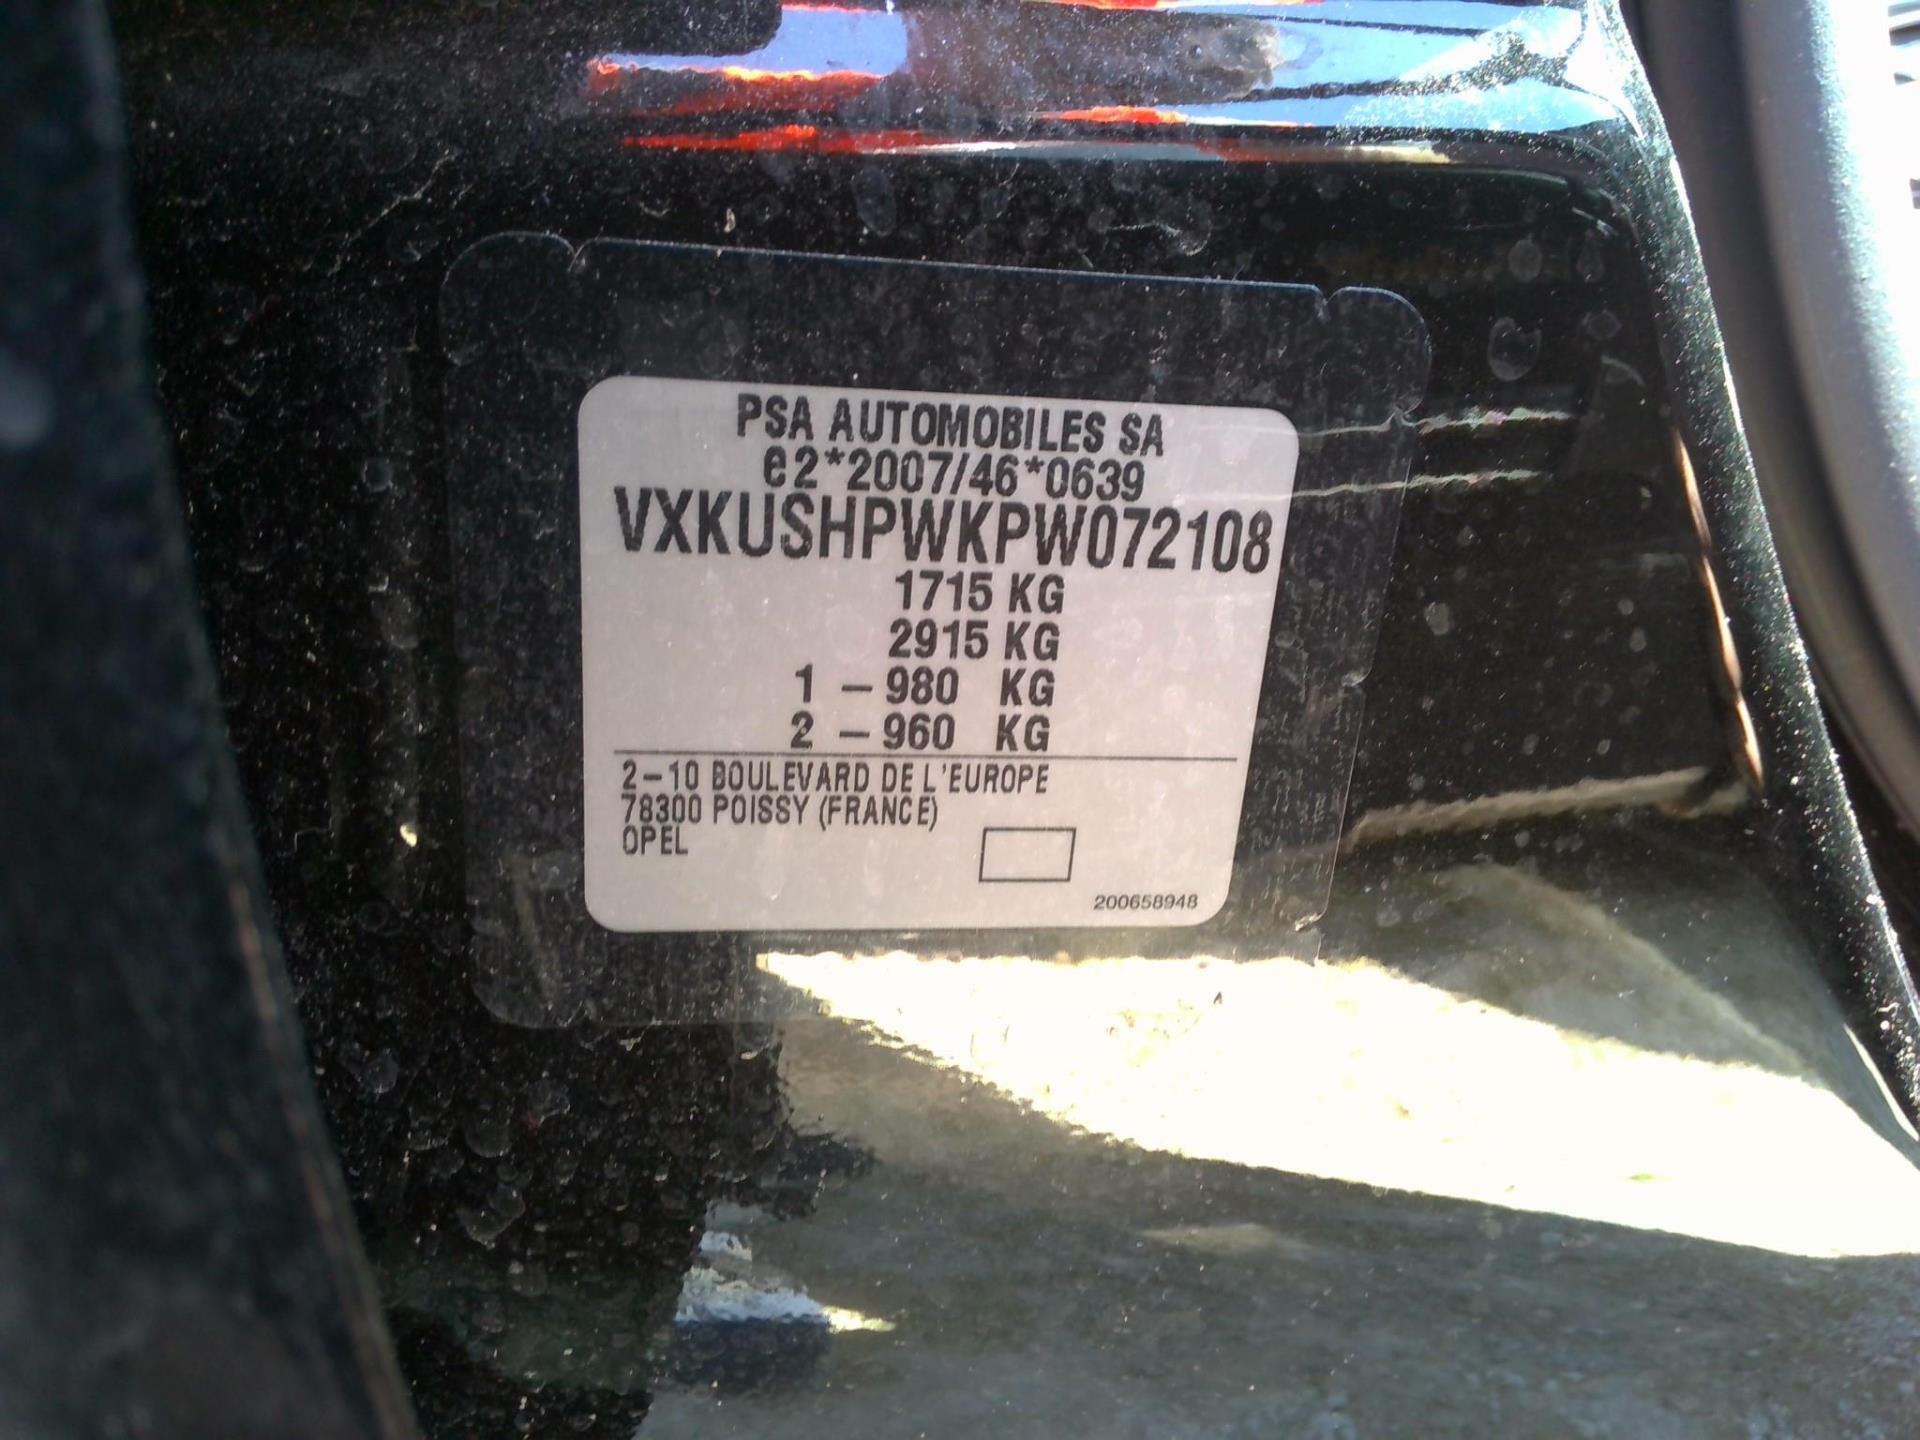 PSA AUTOMOBILES SA
e2*2007/46*0639
VXKUSHPWKPW072108
1715 KG
2915 KG
1 – 980 KG
2 – 960 KG
2–10 BOULEVARD DE L'EUROPE
78300 POISSY (FRANCE)
OPEL
200658948